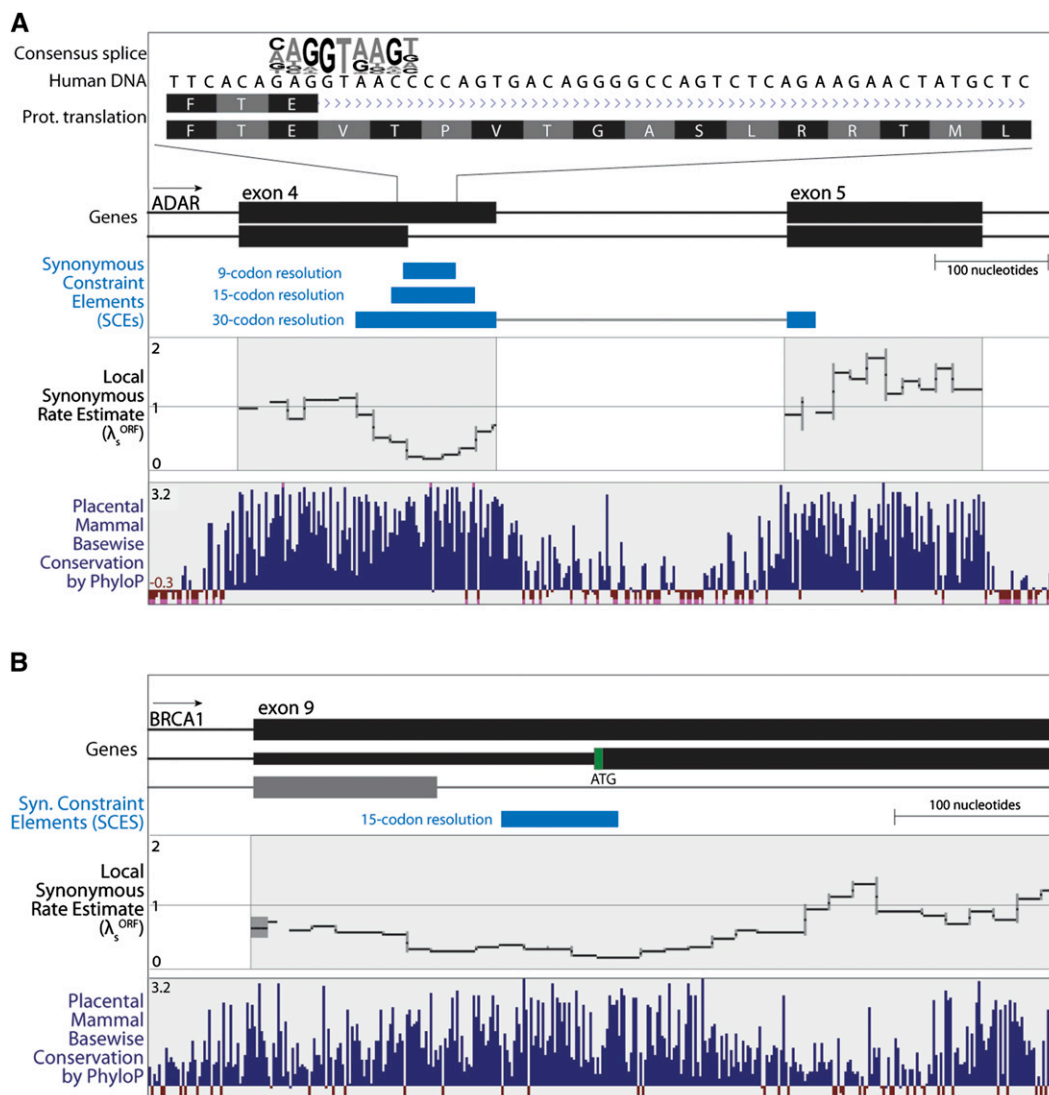 A
Consensus splice
CAGGTAAGT
Human DNA
T T C A C A G A G G T A A C C C C A G T G A C A G G G G C C A G T C T C A G A A G A A C T A T G C T C
Prot. translation
F T E
F T E V T P V T G A S L R R T M L
ADAR
exon 4
exon 5
Genes
100 nucleotides
Synonymous
Constraint
Elements
(SCEs)
9-codon resolution
15-codon resolution
30-codon resolution
2
Local
Synonymous
Rate Estimate
(λsORF)
1
0
Placental
Mammal
Basewise
Conservation
by PhyloP
3.2
-0.3
B
BRCA1
exon 9
Genes
ATG
Syn. Constraint
Elements (SCES)
15-codon resolution
100 nucleotides
2
Local
Synonymous
Rate Estimate
(λsORF)
1
0
Placental
Mammal
Basewise
Conservation
by PhyloP
3.2